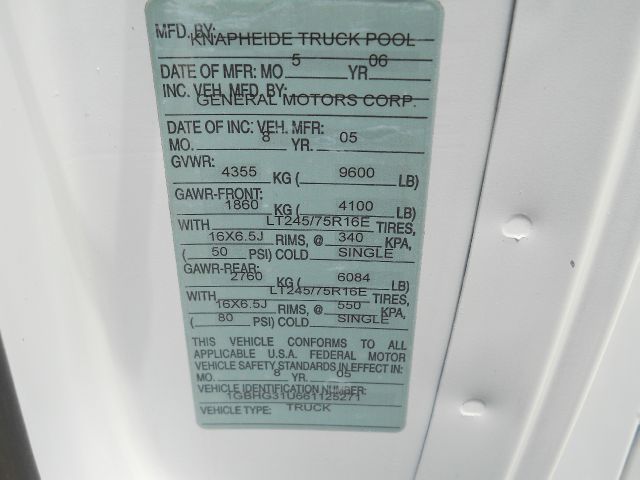 MFD. BY: KNAPHEIDE TRUCK POOL
DATE OF MFR: MO. 5 YR. 06
INC. VEH. MFD. BY: GENERAL MOTORS CORP.
DATE OF INC. VEH. MFR:
MO. 8 YR. 05
GVWR:
4355 KG ( 9600 LB)
GAWR-FRONT:
1860 KG ( 4100 LB)
WITH LT245/75R16E TIRES,
16X6.5J RIMS, @ 340 KPA,
( 50 PSI) COLD SINGLE
GAWR-REAR:
2760 KG ( 6084 LB)
WITH LT245/75R16E TIRES,
16X6.5J RIMS, @ 550 KPA,
( 80 PSI) COLD SINGLE
THIS VEHICLE CONFORMS TO ALL
APPLICABLE U.S.A. FEDERAL MOTOR
VEHICLE SAFETY STANDARDS IN EFFECT IN:
MO. 8 YR. 05
VEHICLE IDENTIFICATION NUMBER:
1GBHG31U661125271
VEHICLE TYPE: TRUCK